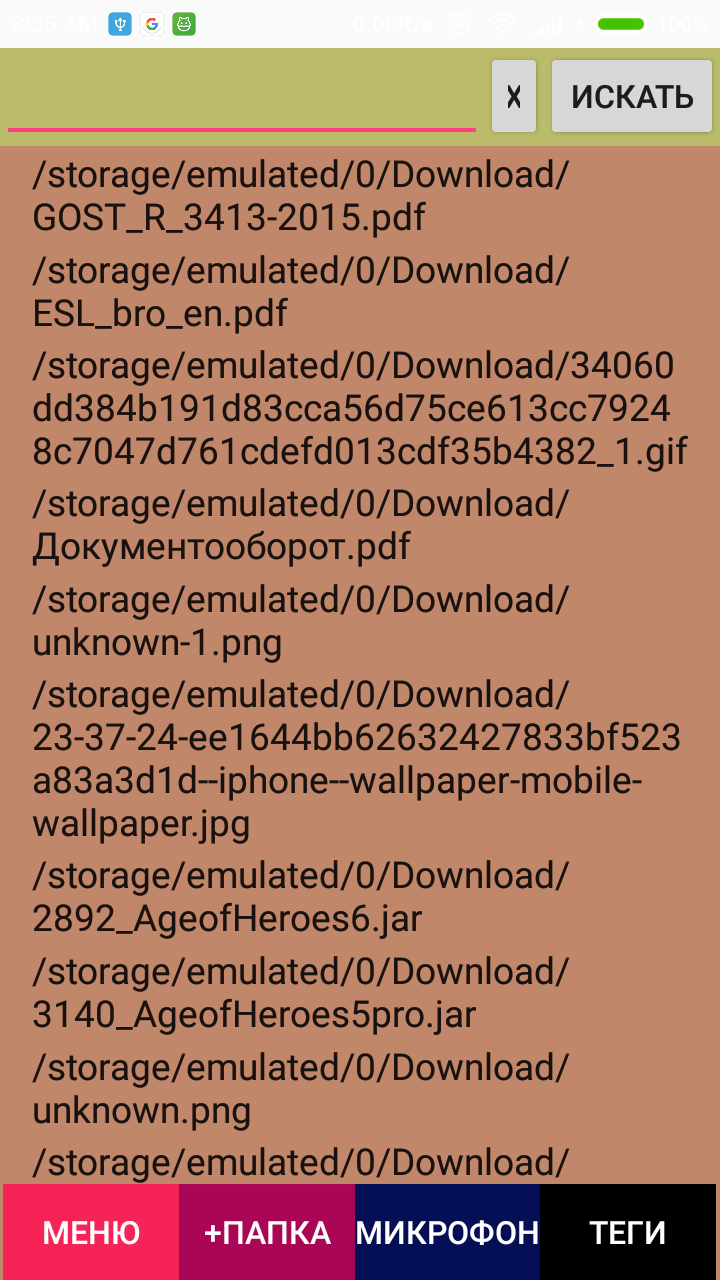 3:35 AM 0.00K/s 100%
X ИСКАТЬ
/storage/emulated/0/Download/
GOST_R_3413-2015.pdf
/storage/emulated/0/Download/
ESL_bro_en.pdf
/storage/emulated/0/Download/34060
dd384b191d83cca56d75ce613cc7924
8c7047d761cdefd013cdf35b4382_1.gif
/storage/emulated/0/Download/
Документооборот.pdf
/storage/emulated/0/Download/
unknown-1.png
/storage/emulated/0/Download/
23-37-24-ee1644bb62632427833bf523
a83a3d1d--iphone--wallpaper-mobile-
wallpaper.jpg
/storage/emulated/0/Download/
2892_AgeofHeroes6.jar
/storage/emulated/0/Download/
3140_AgeofHeroes5pro.jar
/storage/emulated/0/Download/
unknown.png
/storage/emulated/0/Download/
МЕНЮ +ПАПКА МИКРОФОН ТЕГИ